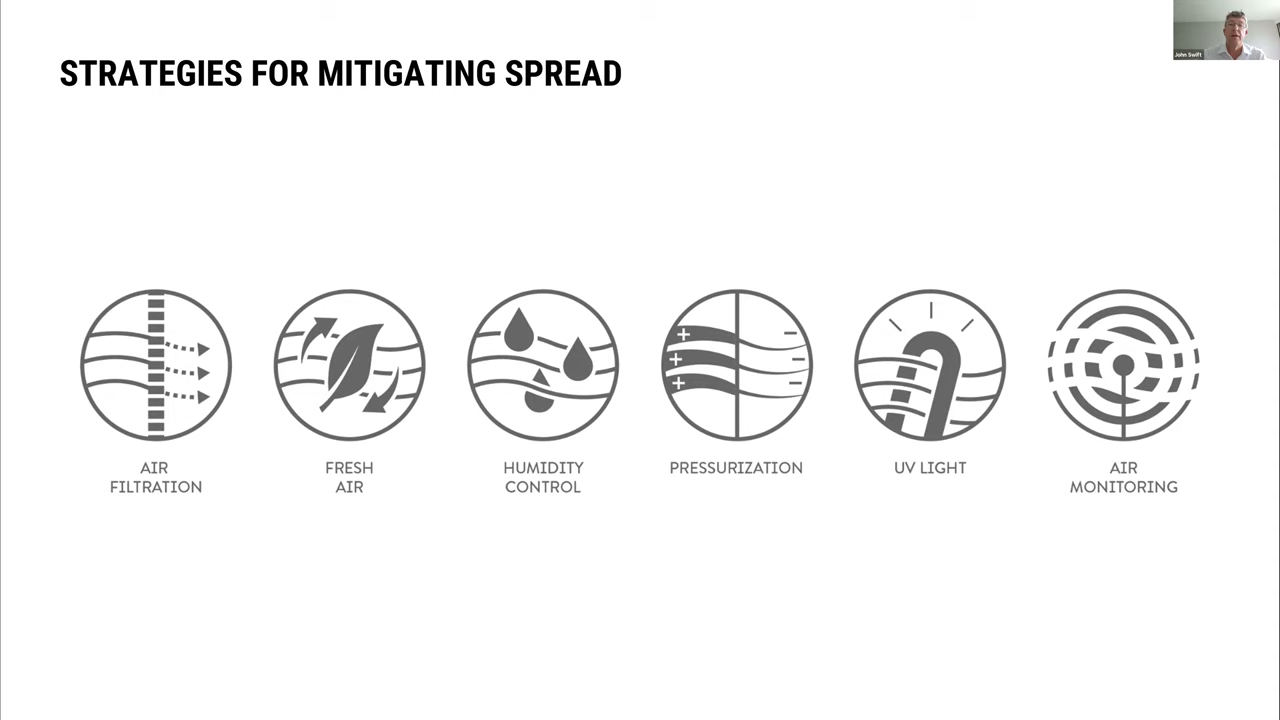 STRATEGIES FOR MITIGATING SPREAD
John Swift
AIR
FILTRATION
FRESH
AIR
HUMIDITY
CONTROL
PRESSURIZATION
UV LIGHT
AIR
MONITORING